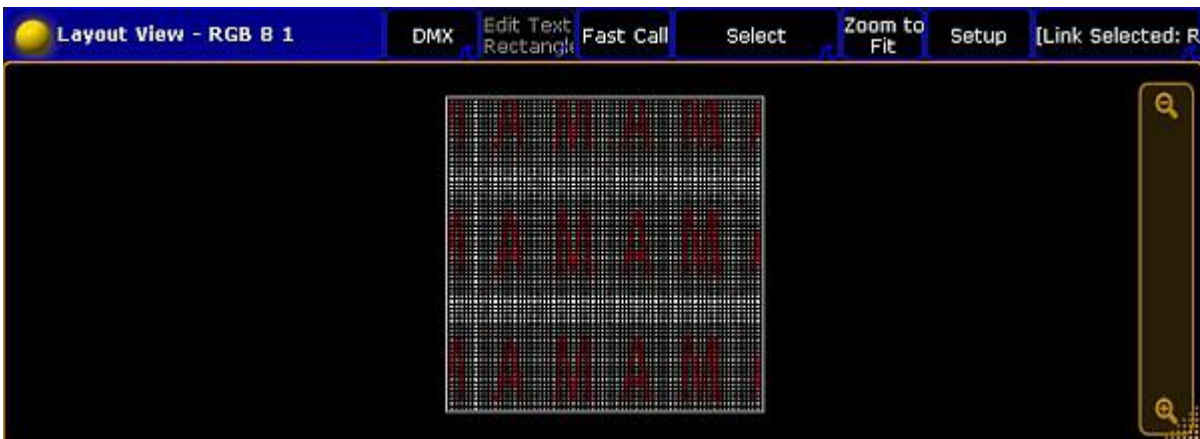 Layout View - RGB 8 1
DMX
Edit Text
Rectangle
Fast Call
Select
Zoom to
Fit
Setup
[Link Selected: R
A M A M
A M A M
A M A M